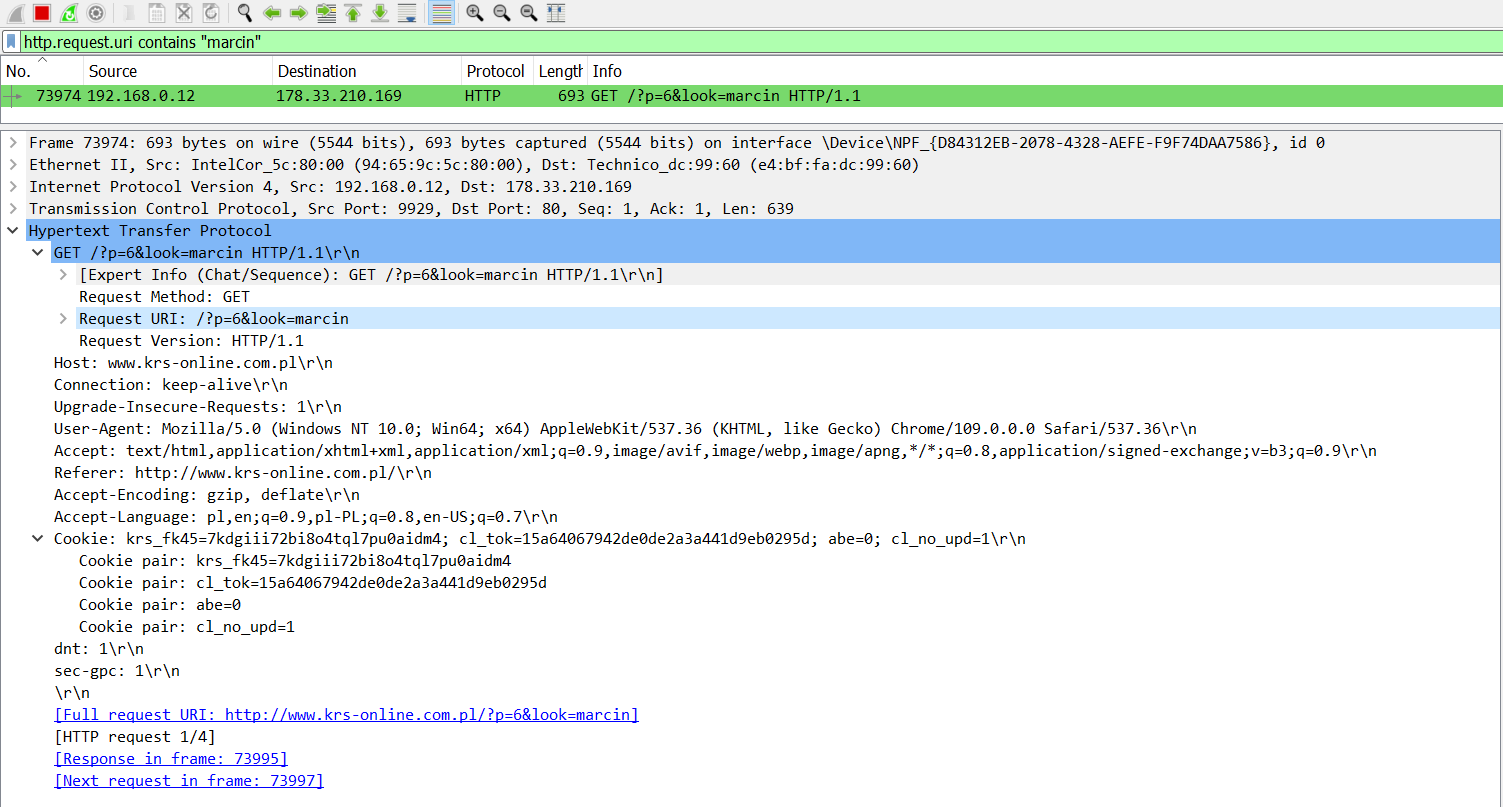 http.request.uri contains "marcin"
No. Source Destination Protocol Length Info
73974 192.168.0.12 178.33.210.169 HTTP 693 GET /?p=6&look=marcin HTTP/1.1
Frame 73974: 693 bytes on wire (5544 bits), 693 bytes captured (5544 bits) on interface \Device\NPF_{D84312EB-2078-4328-AEFE-F9F74DAA7586}, id 0
Ethernet II, Src: IntelCor_5c:80:00 (94:65:9c:5c:80:00), Dst: Technico_dc:99:60 (e4:bf:fa:dc:99:60)
Internet Protocol Version 4, Src: 192.168.0.12, Dst: 178.33.210.169
Transmission Control Protocol, Src Port: 9929, Dst Port: 80, Seq: 1, Ack: 1, Len: 639
Hypertext Transfer Protocol
GET /?p=6&look=marcin HTTP/1.1\r\n
[Expert Info (Chat/Sequence): GET /?p=6&look=marcin HTTP/1.1\r\n]
Request Method: GET
Request URI: /?p=6&look=marcin
Request Version: HTTP/1.1
Host: www.krs-online.com.pl\r\n
Connection: keep-alive\r\n
Upgrade-Insecure-Requests: 1\r\n
User-Agent: Mozilla/5.0 (Windows NT 10.0; Win64; x64) AppleWebKit/537.36 (KHTML, like Gecko) Chrome/109.0.0.0 Safari/537.36\r\n
Accept: text/html,application/xhtml+xml,application/xml;q=0.9,image/avif,image/webp,image/apng,*/*;q=0.8,application/signed-exchange;v=b3;q=0.9\r\n
Referer: http://www.krs-online.com.pl/\r\n
Accept-Encoding: gzip, deflate\r\n
Accept-Language: pl,en;q=0.9,pl-PL;q=0.8,en-US;q=0.7\r\n
Cookie: krs_fk45=7kdgiii72bi8o4tql7pu0aidm4; cl_tok=15a64067942de0de2a3a441d9eb0295d; abe=0; cl_no_upd=1\r\n
Cookie pair: krs_fk45=7kdgiii72bi8o4tql7pu0aidm4
Cookie pair: cl_tok=15a64067942de0de2a3a441d9eb0295d
Cookie pair: abe=0
Cookie pair: cl_no_upd=1
dnt: 1\r\n
sec-gpc: 1\r\n
\r\n
[Full request URI: http://www.krs-online.com.pl/?p=6&look=marcin]
[HTTP request 1/4]
[Response in frame: 73995]
[Next request in frame: 73997]